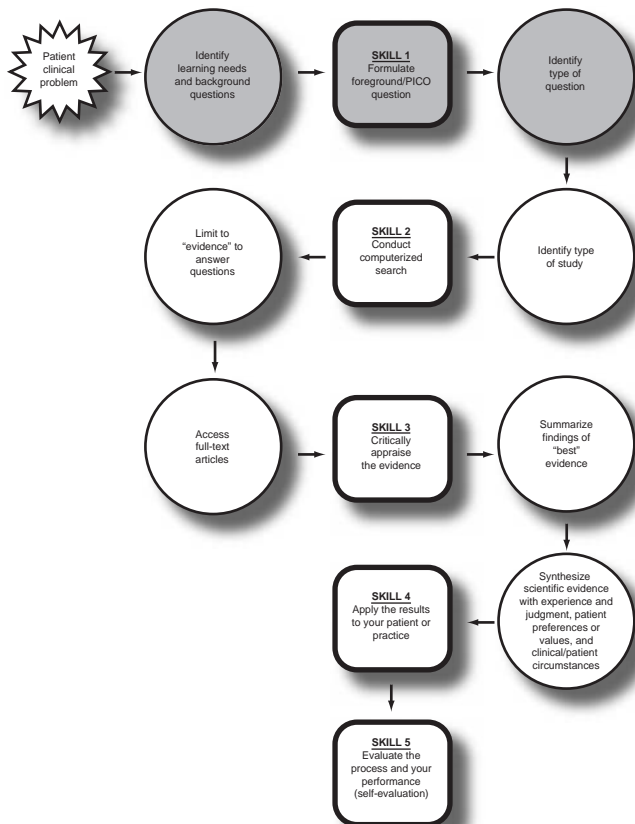 Patient
clinical
problem
Identify
learning needs
and background
questions
SKILL 1
Formulate
foreground/PICO
question
Identify
type of
question
Identify type
of study
SKILL 2
Conduct
computerized
search
Limit to
“evidence” to
answer
questions
Access
full-text
articles
SKILL 3
Critically
appraise
the evidence
Summarize
findings of
“best”
evidence
Synthesize
scientific evidence
with experience and
judgment, patient
preferences or
values, and
clinical/patient
circumstances
SKILL 4
Apply the results
to your patient or
practice
SKILL 5
Evaluate the
process and your
performance
(self-evaluation)